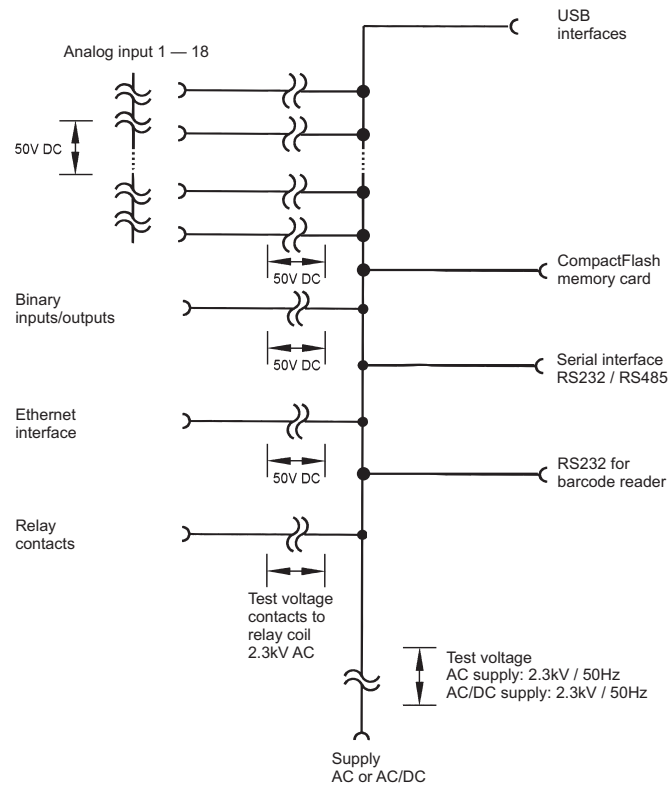 USB
interfaces
Analog input 1 — 18
50V DC
50V DC
CompactFlash
memory card
Binary
inputs/outputs
50V DC
Serial interface
RS232 / RS485
Ethernet
interface
50V DC
RS232 for
barcode reader
Relay
contacts
Test voltage
contacts to
relay coil
2.3kV AC
Test voltage
AC supply: 2.3kV / 50Hz
AC/DC supply: 2.3kV / 50Hz
Supply
AC or AC/DC